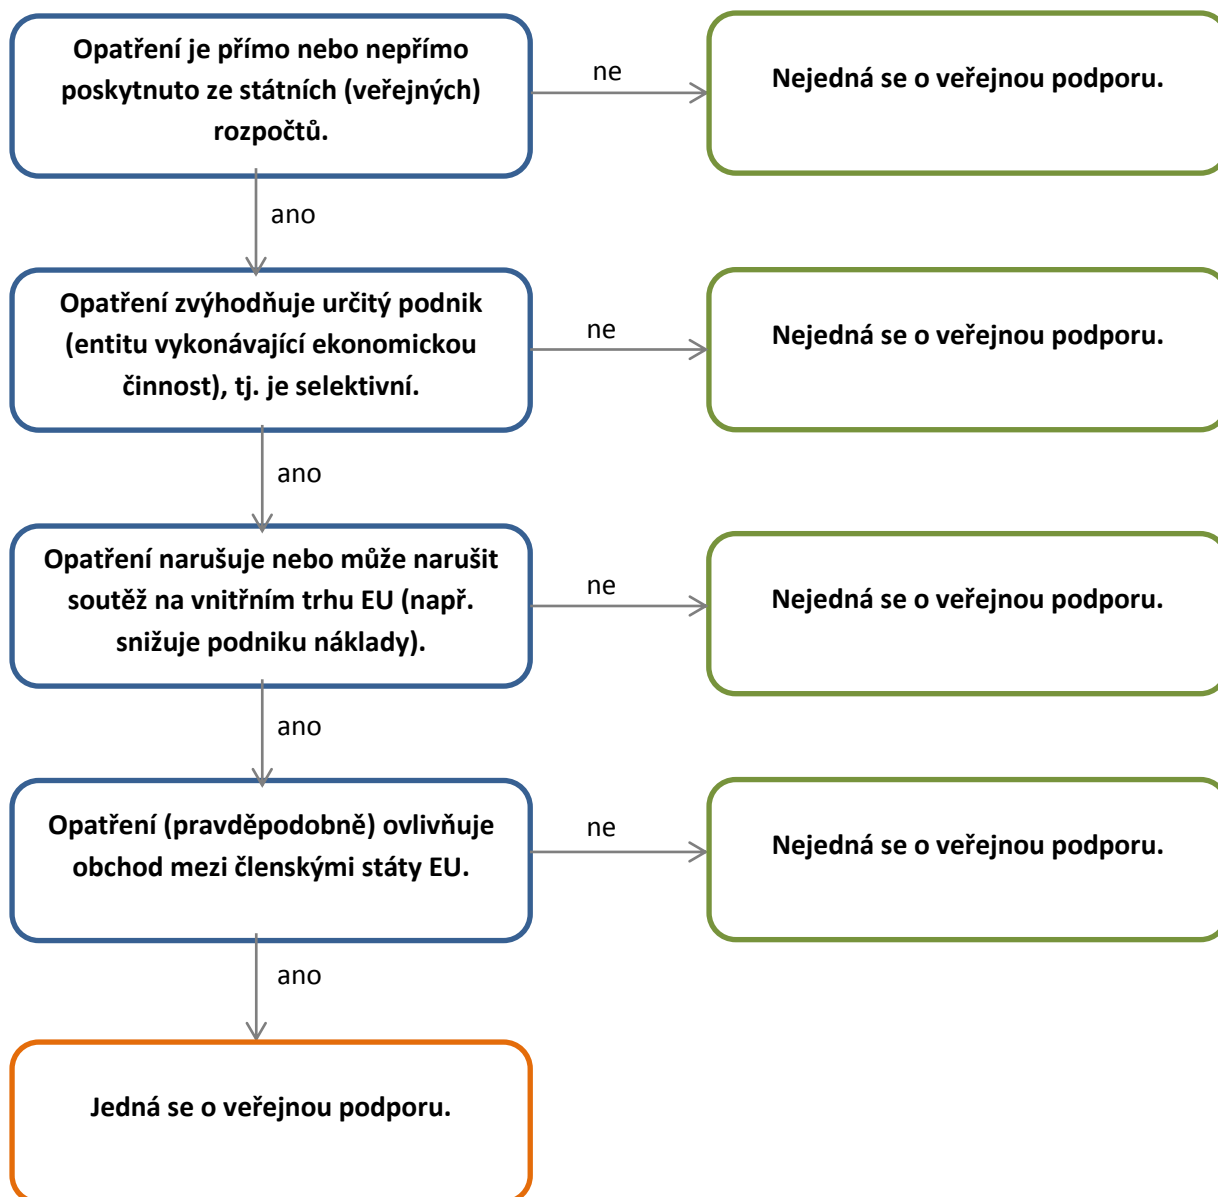 Opatření je přímo nebo nepřímo
poskytnuto ze státních (veřejných)
rozpočtů.
ne
Nejedná se o veřejnou podporu.
ano
Opatření zvýhodňuje určitý podnik
(entitu vykonávající ekonomickou
činnost), tj. je selektivní.
ne
Nejedná se o veřejnou podporu.
ano
Opatření narušuje nebo může narušit
soutěž na vnitřním trhu EU (např.
snižuje podniku náklady).
ne
Nejedná se o veřejnou podporu.
ano
Opatření (pravděpodobně) ovlivňuje
obchod mezi členskými státy EU.
ne
Nejedná se o veřejnou podporu.
ano
Jedná se o veřejnou podporu.